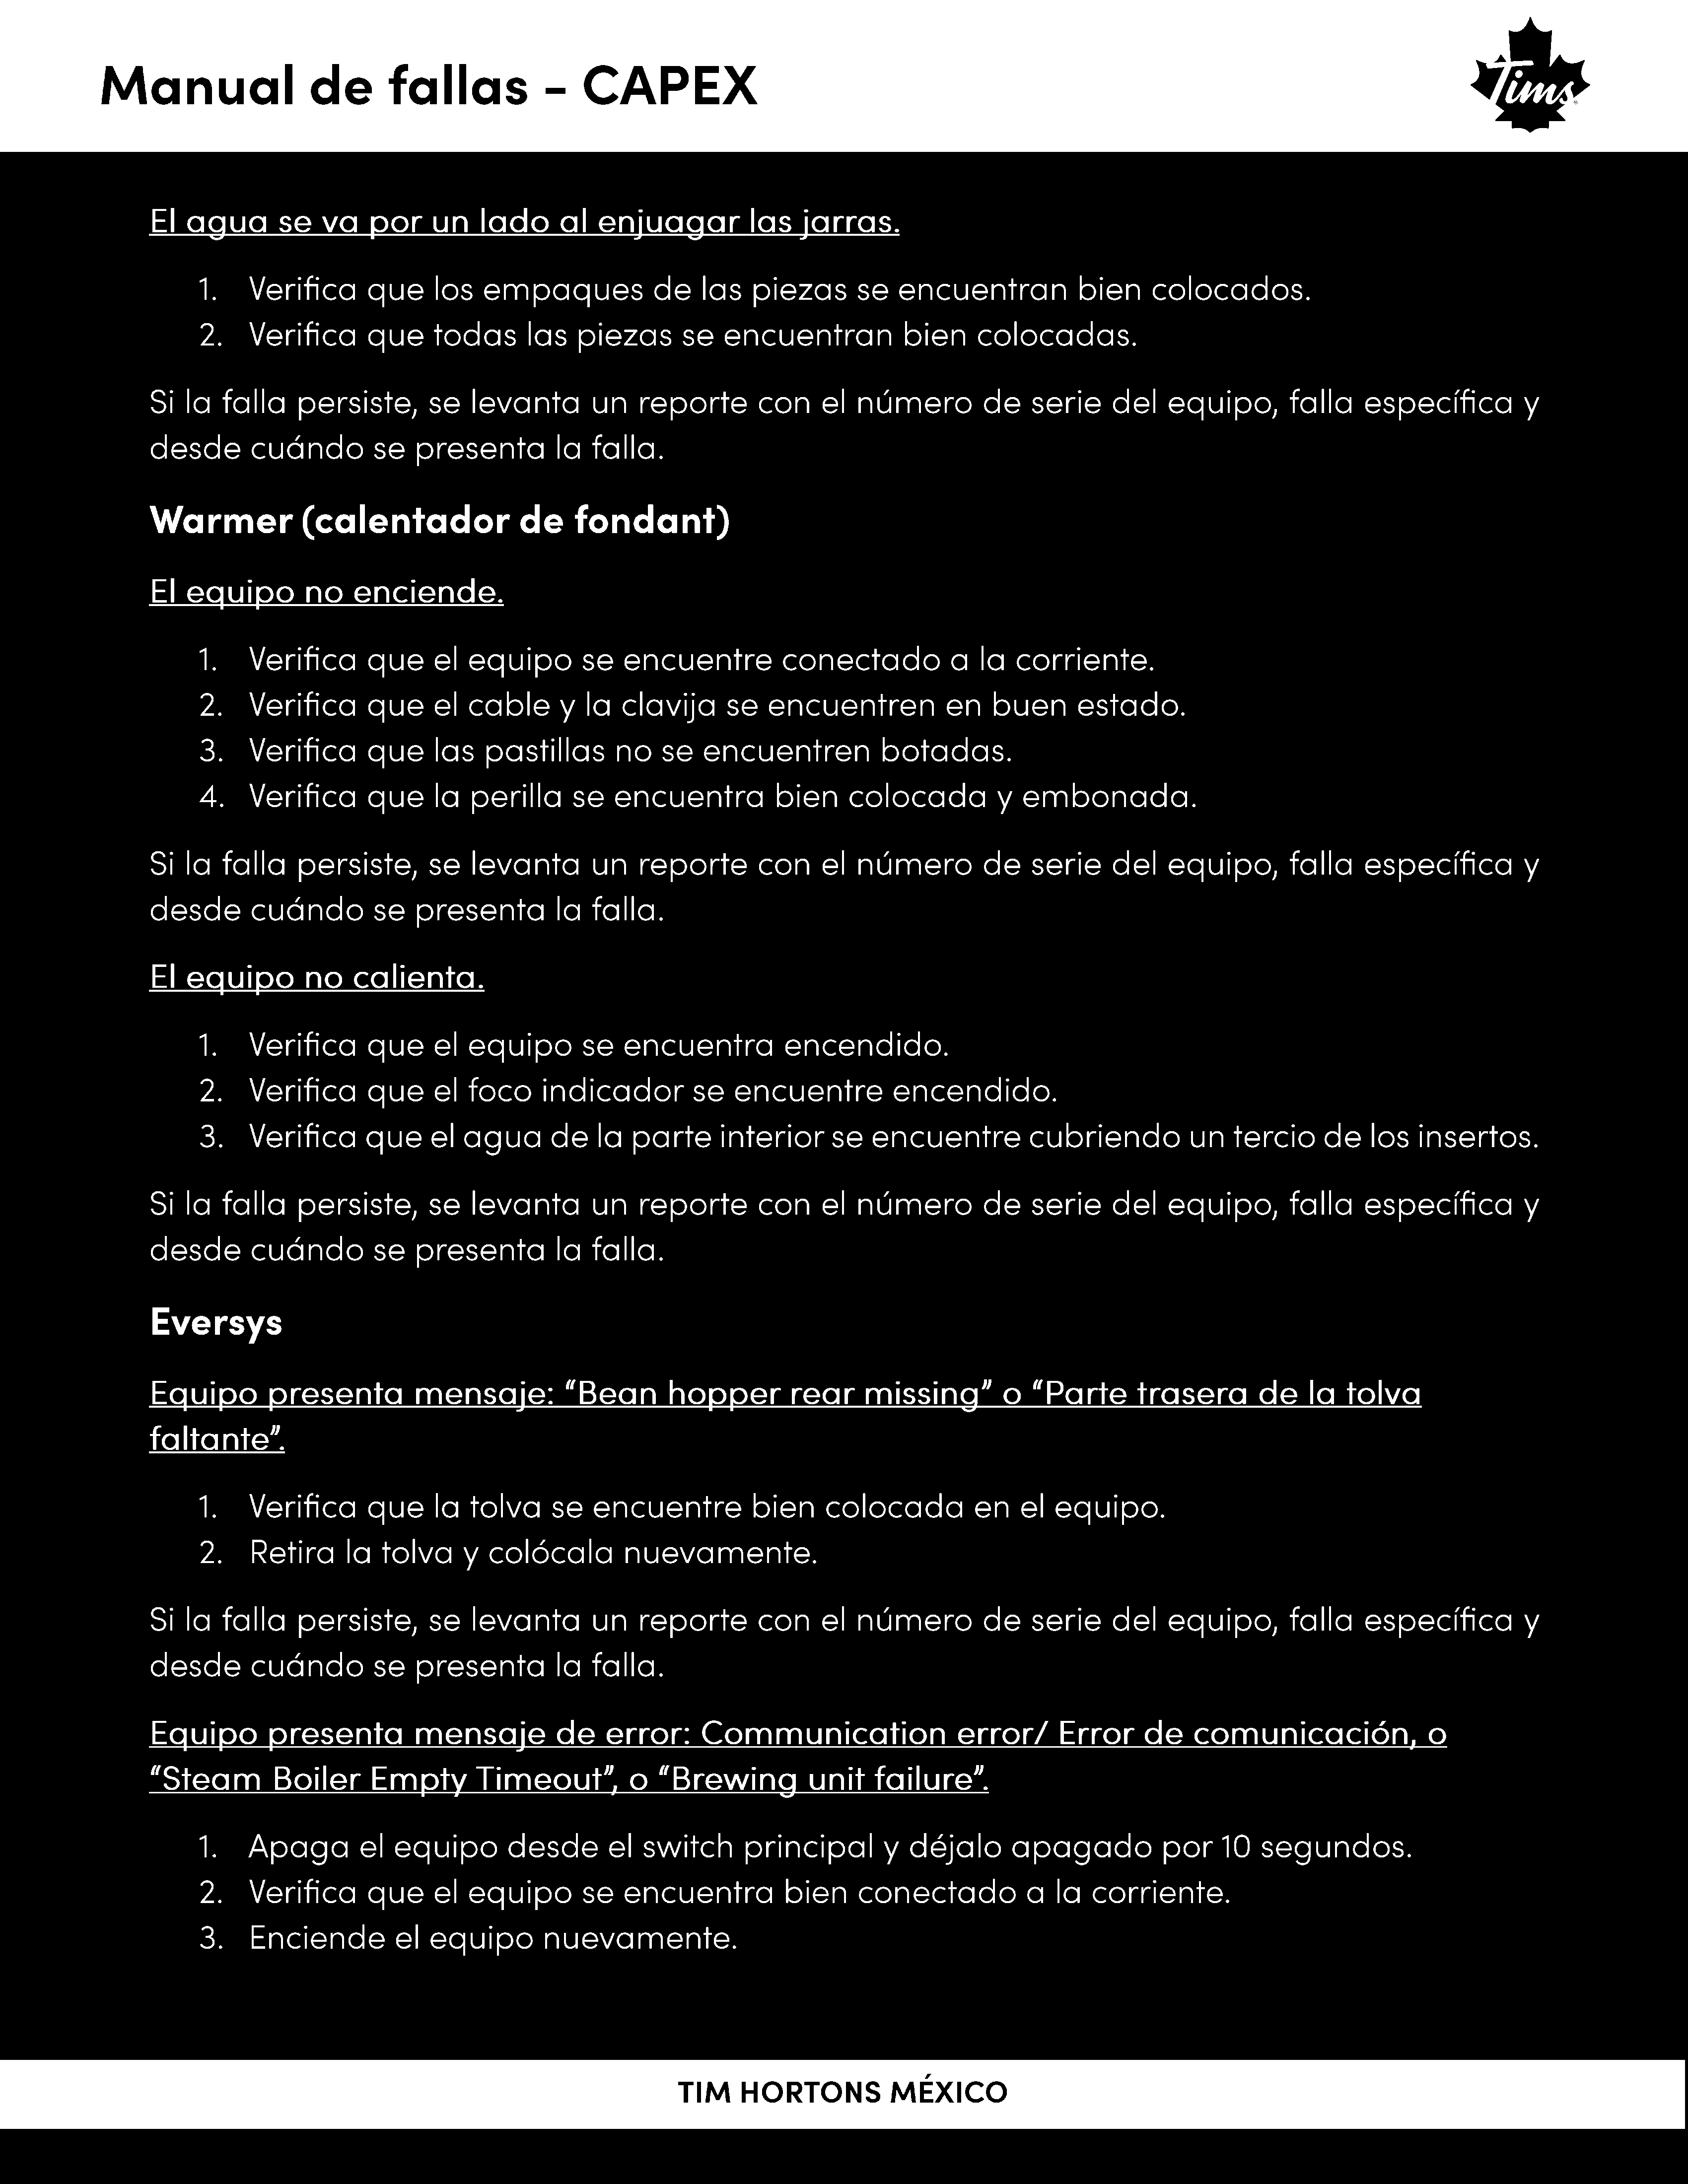 Manual de fallas - CAPEX
Tims
El agua se va por un lado al enjuagar las jarras.
1. Verifica que los empaques de las piezas se encuentran bien colocados.
2. Verifica que todas las piezas se encuentran bien colocadas.
Si la falla persiste, se levanta un reporte con el número de serie del equipo, falla específica y
desde cuándo se presenta la falla.
Warmer (calentador de fondant)
El equipo no enciende.
1. Verifica que el equipo se encuentre conectado a la corriente.
2. Verifica que el cable y la clavija se encuentren en buen estado.
3. Verifica que las pastillas no se encuentren botadas.
4. Verifica que la perilla se encuentra bien colocada y embonada.
Si la falla persiste, se levanta un reporte con el número de serie del equipo, falla específica y
desde cuándo se presenta la falla.
El equipo no calienta.
1. Verifica que el equipo se encuentra encendido.
2. Verifica que el foco indicador se encuentre encendido.
3. Verifica que el agua de la parte interior se encuentre cubriendo un tercio de los insertos.
Si la falla persiste, se levanta un reporte con el número de serie del equipo, falla específica y
desde cuándo se presenta la falla.
Eversys
Equipo presenta mensaje: “Bean hopper rear missing” o “Parte trasera de la tolva
faltante”.
1. Verifica que la tolva se encuentre bien colocada en el equipo.
2. Retira la tolva y colócala nuevamente.
Si la falla persiste, se levanta un reporte con el número de serie del equipo, falla específica y
desde cuándo se presenta la falla.
Equipo presenta mensaje de error: Communication error/ Error de comunicación, o
“Steam Boiler Empty Timeout”, o “Brewing unit failure”.
1. Apaga el equipo desde el switch principal y déjalo apagado por 10 segundos.
2. Verifica que el equipo se encuentra bien conectado a la corriente.
3. Enciende el equipo nuevamente.
TIM HORTONS MÉXICO